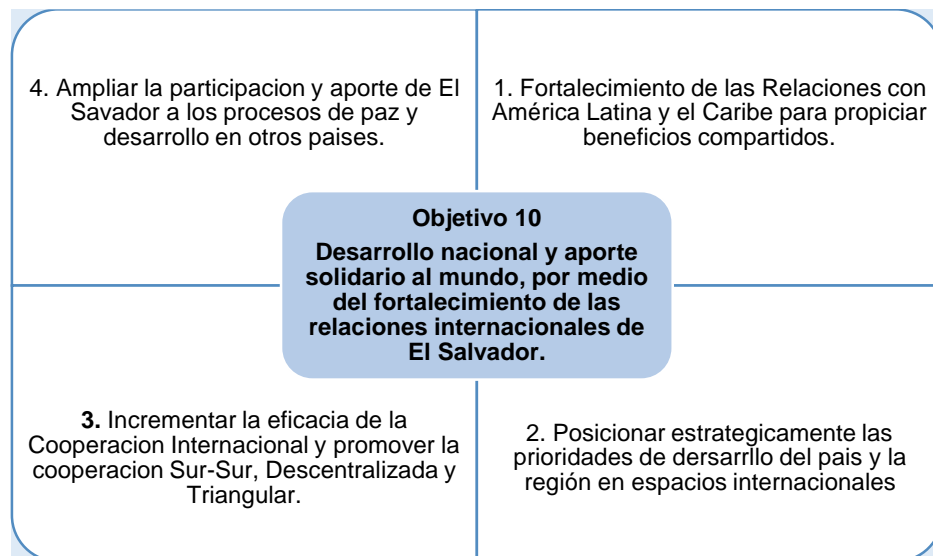 4. Ampliar la participacion y aporte de El
Savador a los procesos de paz y
desarrollo en otros paises.
1. Fortalecimiento de las Relaciones con
América Latina y el Caribe para propiciar
beneficios compartidos.
Objetivo 10
Desarrollo nacional y aporte
solidario al mundo, por medio
del fortalecimiento de las
relaciones internacionales de
El Salvador.
3. Incrementar la eficacia de la
Cooperacion Internacional y promover la
cooperacion Sur-Sur, Descentralizada y
Triangular.
2. Posicionar estrategicamente las
prioridades de dersarrllo del pais y la
región en espacios internacionales